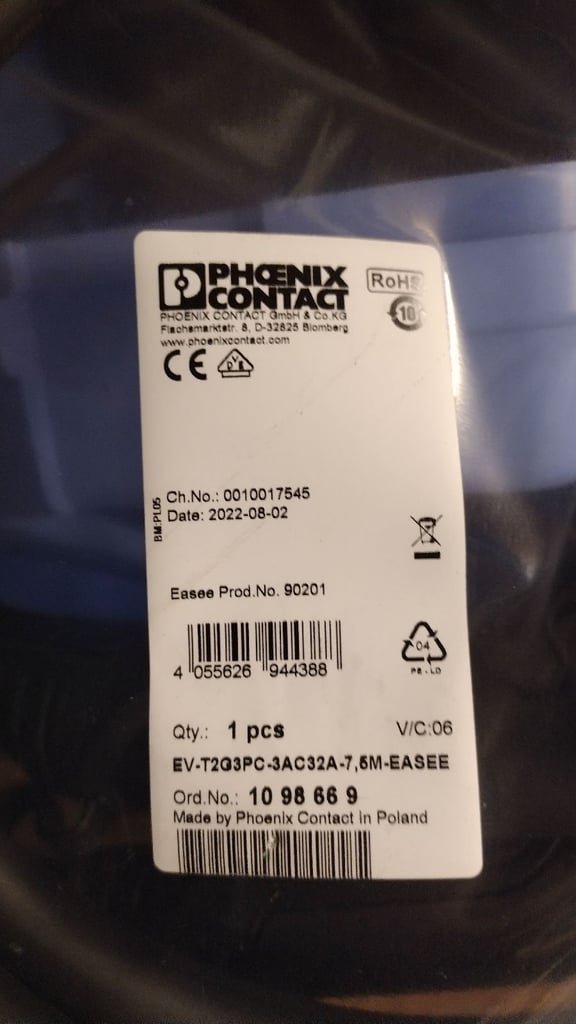 PHŒNIX
CONTACT
RoHS
10
PHOENIX CONTACT GmbH & Co.KG
Flachsmarktstr. 8, D-32825 Blomberg
www.phoenixcontact.com
CE
DVE
BM:PL05
Ch.No.: 0010017545
Date: 2022-08-02
Easee Prod.No. 90201
4 055626 944388
04
PE - LD
Qty.: 1 pcs
V/C:06
EV-T2G3PC-3AC32A-7,5M-EASEE
Ord.No.: 10 98 66 9
Made by Phoenix Contact in Poland